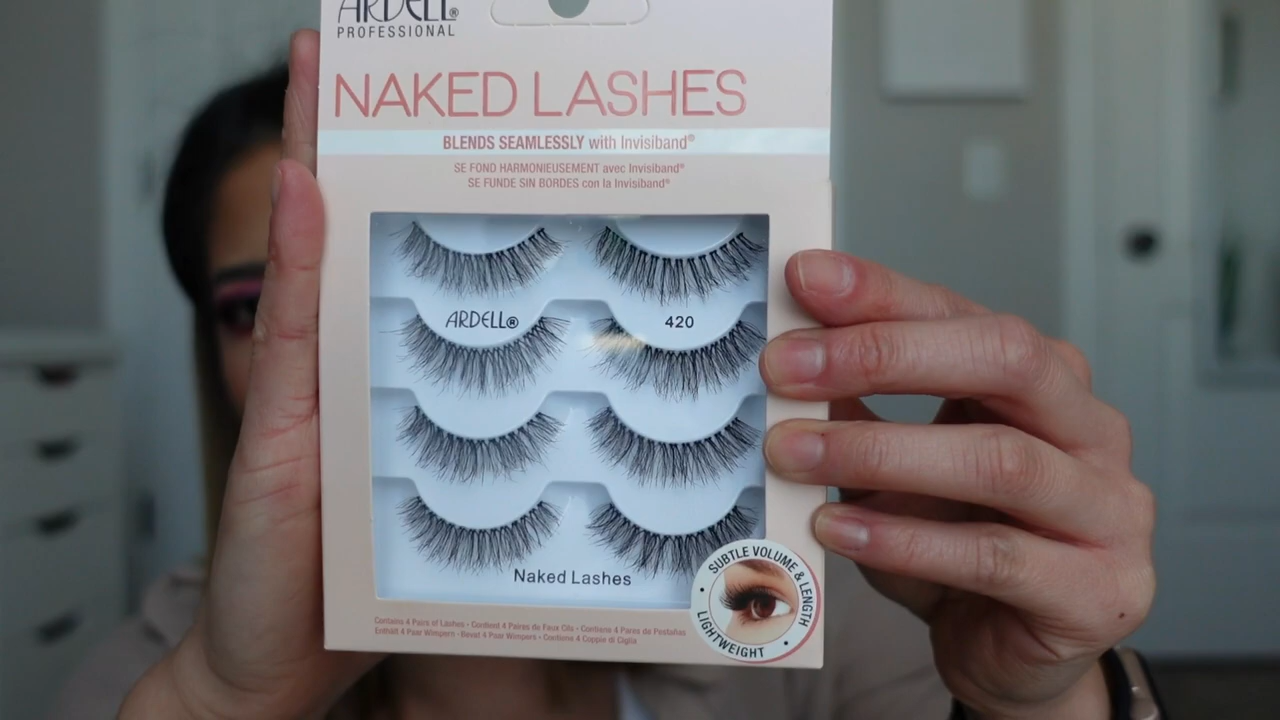 ARDELL®
PROFESSIONAL
NAKED LASHES
BLENDS SEAMLESSLY with Invisiband®
SE FOND HARMONIEUSEMENT avec Invisiband®
SE FUNDE SIN BORDES con la Invisiband®
ARDELL®
420
Naked Lashes
SUBTLE VOLUME & LENGTH
• LIGHTWEIGHT •
Contains 4 Pairs of Lashes • Contient 4 Paires de Faux Cils • Contiene 4 Pares de Pestañas
Enthält 4 Paar Wimpern • Bevat 4 Paar Wimpers • Contiene 4 Coppie di Ciglia